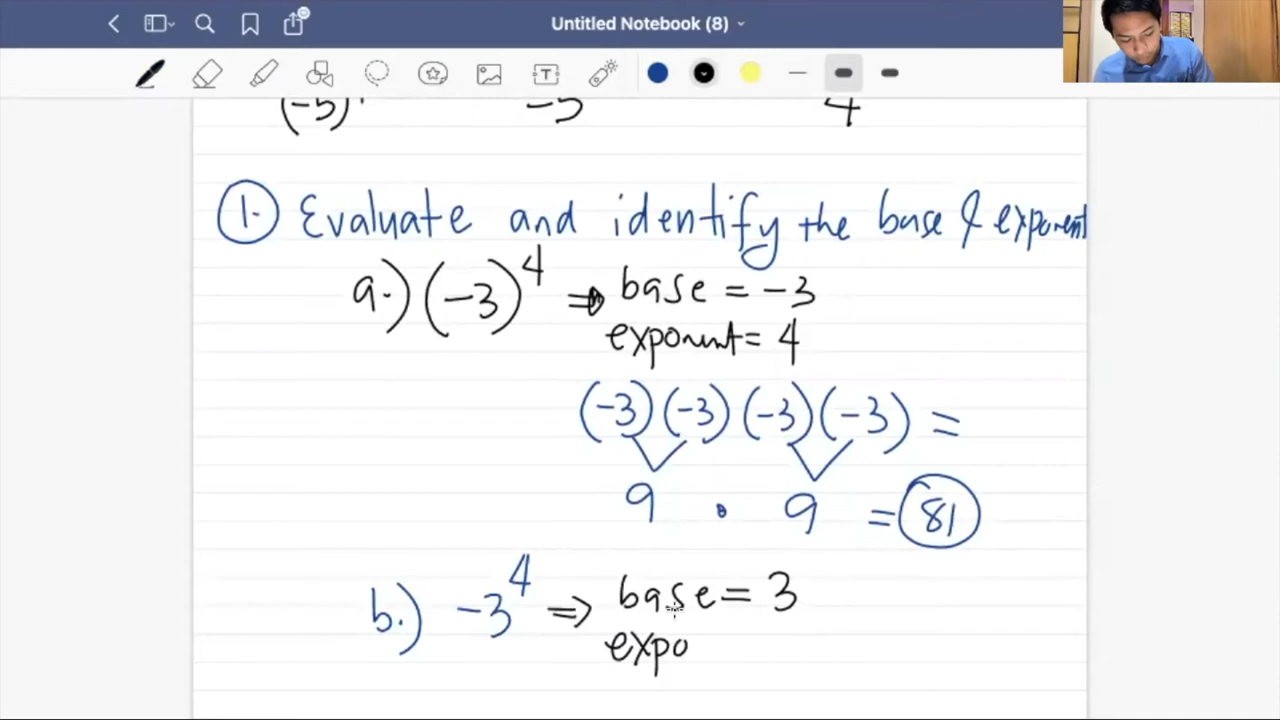 Untitled Notebook (8)
(-5) -5 4
1. Evaluate and identify the base & exponent
a.) (-3)^4 ⇒ base = -3
exponent = 4
(-3)(-3)(-3)(-3) =
9 • 9 = 81
b.) -3^4 ⇒ base = 3
expo